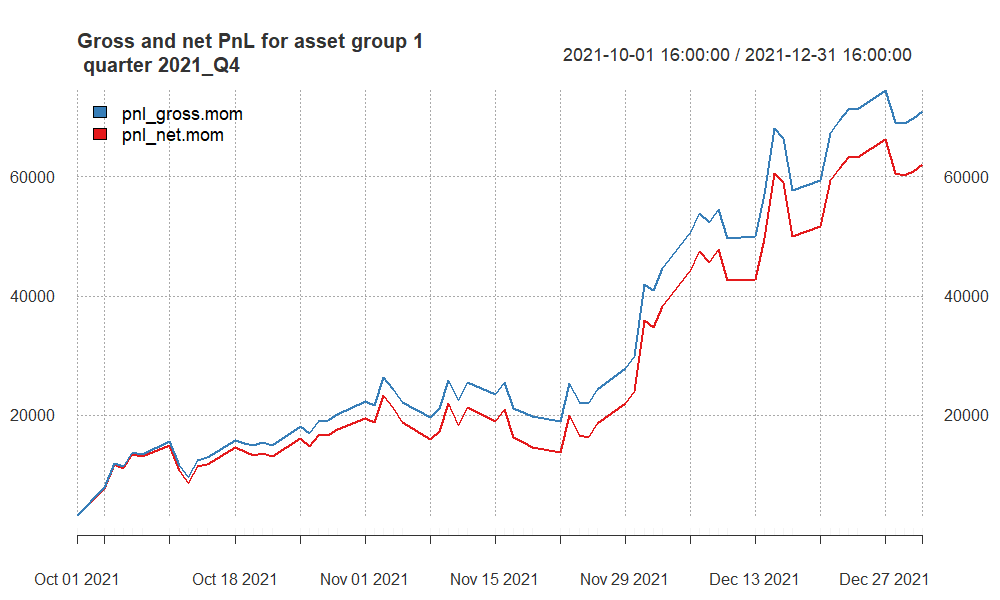 Gross and net PnL for asset group 1
quarter 2021_Q4
2021-10-01 16:00:00 / 2021-12-31 16:00:00
pnl_gross.mom
pnl_net.mom
60000 60000
40000 40000
20000 20000
Oct 01 2021 Oct 18 2021 Nov 01 2021 Nov 15 2021 Nov 29 2021 Dec 13 2021 Dec 27 2021